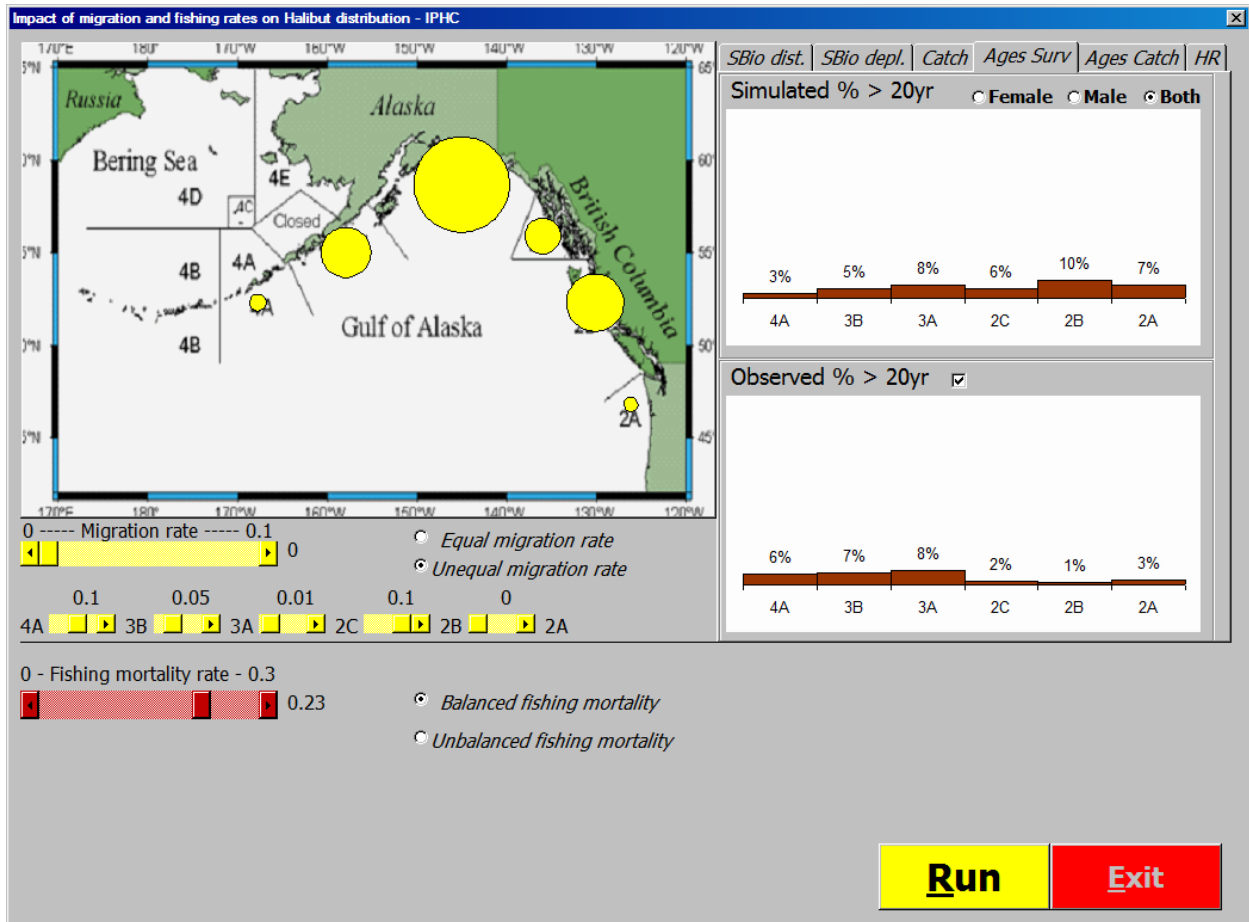 Impact of migration and fishing rates on Halibut distribution - IPHC
170°E 180° 170°W 160°W 150°W 140°W 130°W 120°W
65
Russia
Alaska
60
Bering Sea
4E
4D
4C
Closed
British Columbia
55
4B
4A
4A
Gulf of Alaska
4B
50
2A
45
170°E 180° 170°W 160°W 150°W 140°W 130°W 120°W
0 ----- Migration rate ----- 0.1
0
Equal migration rate
Unequal migration rate
0.1 0.05 0.01 0.1 0
4A 3B 3A 2C 2B 2A
0 - Fishing mortality rate - 0.3
0.23
Balanced fishing mortality
Unbalanced fishing mortality
SBio dist. SBio depl. Catch Ages Surv Ages Catch HR
Simulated % > 20yr Female Male Both
3% 5% 8% 6% 10% 7%
4A 3B 3A 2C 2B 2A
Observed % > 20yr
6% 7% 8% 2% 1% 3%
4A 3B 3A 2C 2B 2A
Run Exit